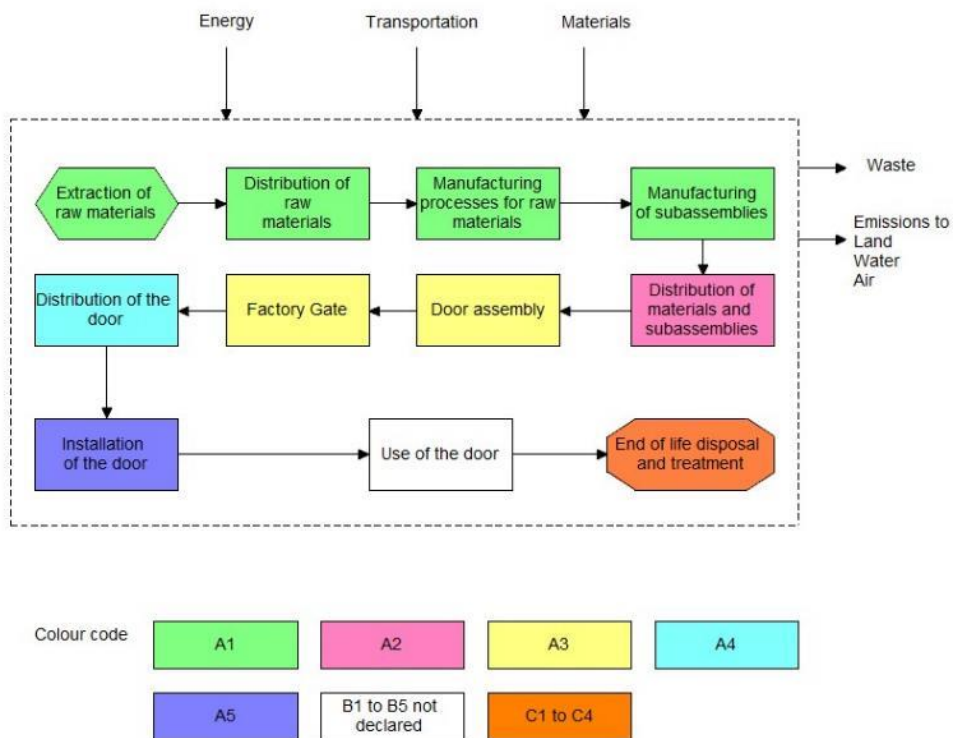 Energy
Transportation
Materials
Extraction of
raw materials
Distribution of
raw
materials
Manufacturing
processes for raw
materials
Manufacturing
of subassemblies
Waste
Emissions to
Land
Water
Air
Distribution of the
door
Factory Gate
Door assembly
Distribution of
materials and
subassemblies
Installation
of the door
Use of the door
End of life disposal
and treatment
Colour code
A1
A2
A3
A4
A5
B1 to B5 not
declared
C1 to C4